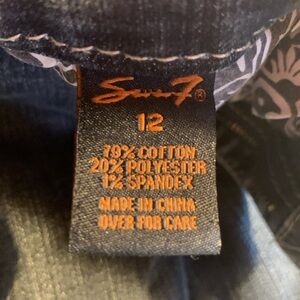 Seven7®
12
79% COTTON
20% POLYESTER
1% SPANDEX
MADE IN CHINA
OVER FOR CARE